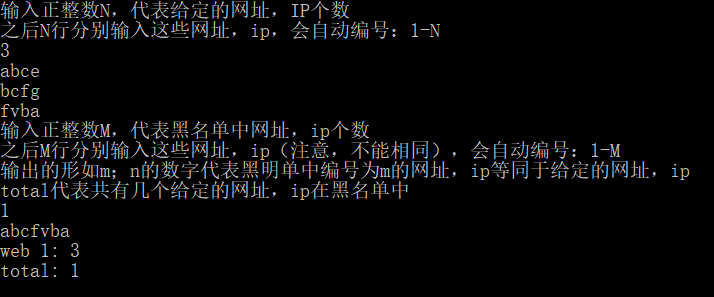 输入正整数N，代表给定的网址，IP个数
之后N行分别输入这些网址，ip，会自动编号：1-N
3
abce
bcfg
fvba
输入正整数M，代表黑名单中网址，ip个数
之后M行分别输入这些网址，ip（注意，不能相同），会自动编号：1-M
输出的形如m；n的数字代表黑明单中编号为m的网址，ip等同于给定的网址，ip
total代表共有几个给定的网址，ip在黑名单中
1
abcfvba
web 1: 3
total: 1